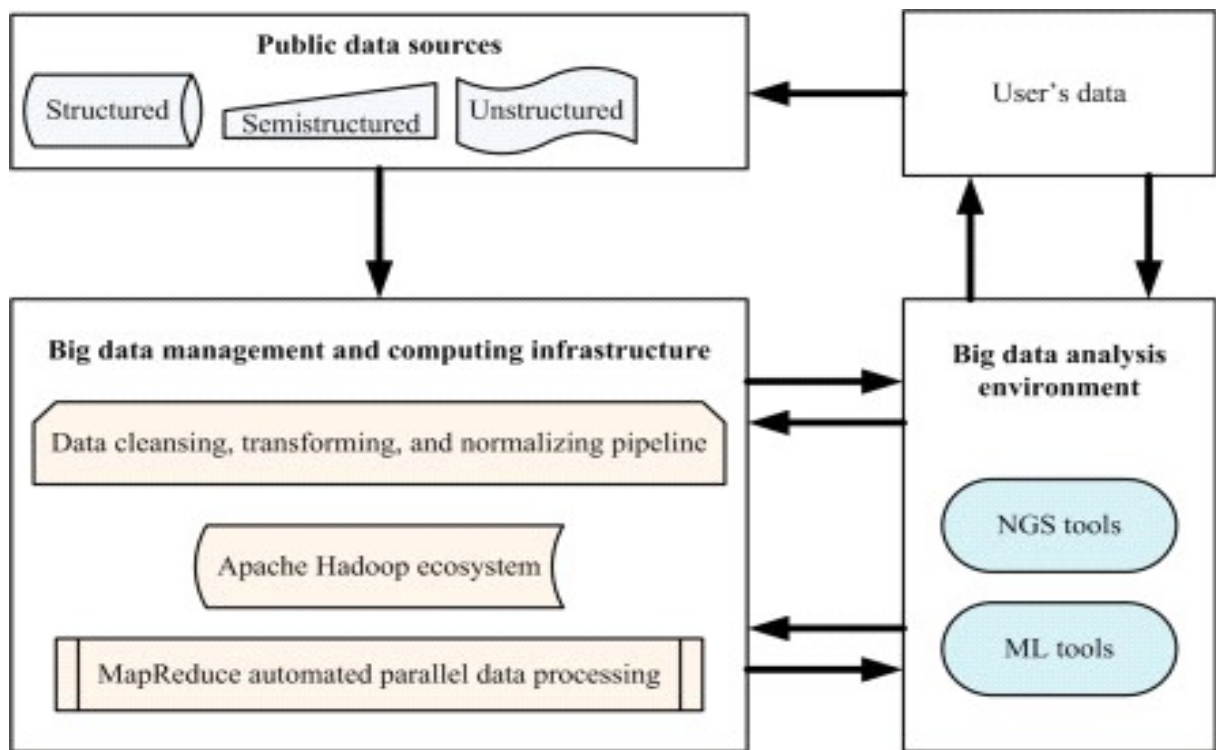 Public data sources
Structured
Semistructured
Unstructured
User's data
Big data management and computing infrastructure
Data cleansing, transforming, and normalizing pipeline
Apache Hadoop ecosystem
MapReduce automated parallel data processing
Big data analysis
environment
NGS tools
ML tools